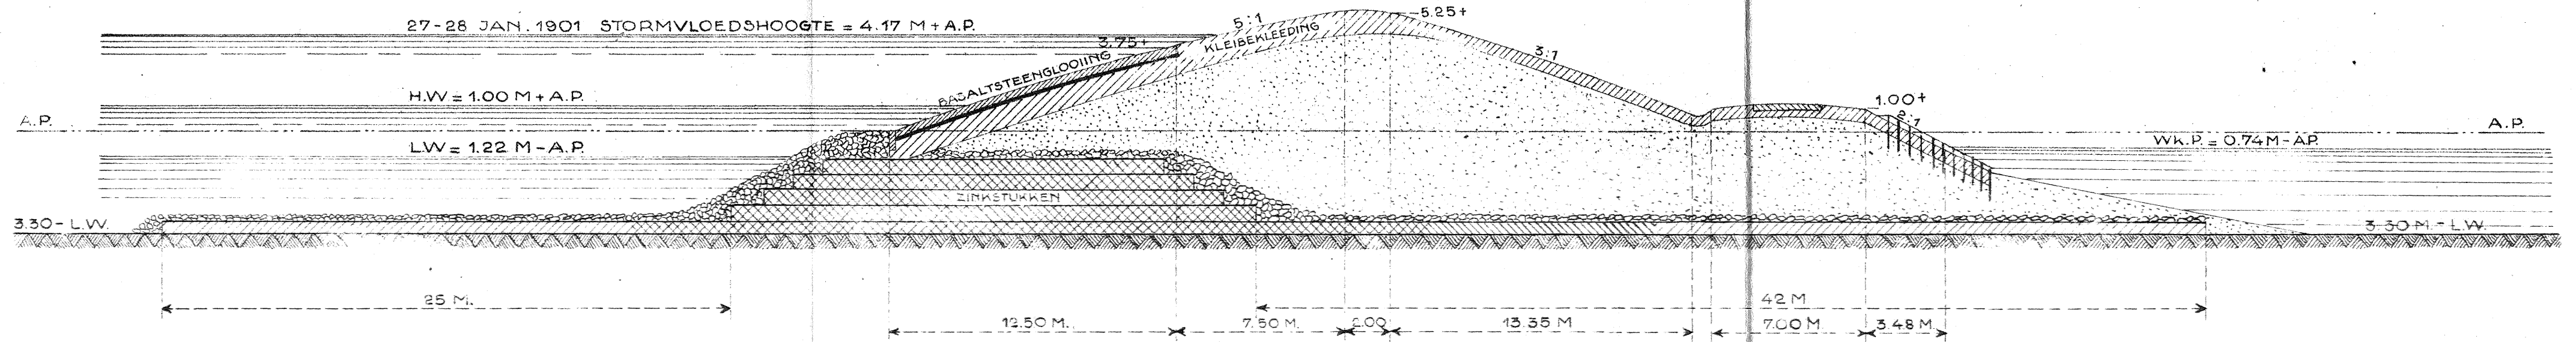 27-28 JAN. 1901 STORMVLOEDSHOOGTE = 4.17 M + A.P.
5:1
5.25+
3.75+
KLEIBEKLEEDING
BASALTSTEENGLOOIING
3:1
H.W = 1.00 M + A.P.
1.00+
2:1
A.P.
A.P.
L.W = 1.22 M - A.P.
Wk.P. = 0.74 M - A.P.
ZINKSTUKKEN
3.30 - L.W.
3.30 M. - L.W.
25 M.
42 M
12.50 M.
7.50 M.
2.00
13.35 M
7.00 M
3.48 M.